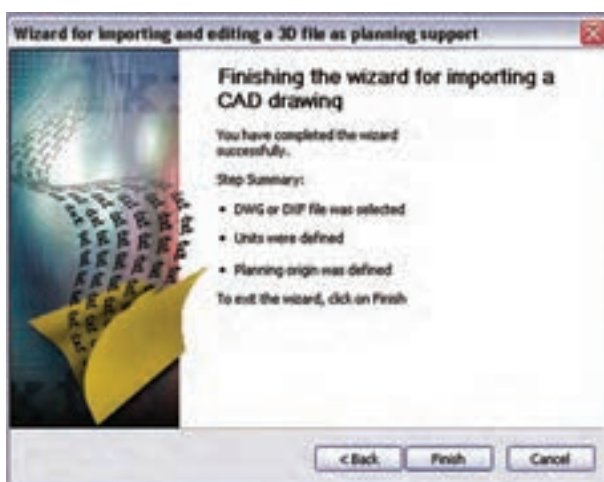 Wizard for importing and editing a 3D file as planning support
Finishing the wizard for importing a
CAD drawing
You have completed the wizard
successfully.
Step Summary:
• DWG or DXF file was selected
• Units were defined
• Planning origin was defined
To exit the wizard, click on Finish
< Back
Finish
Cancel